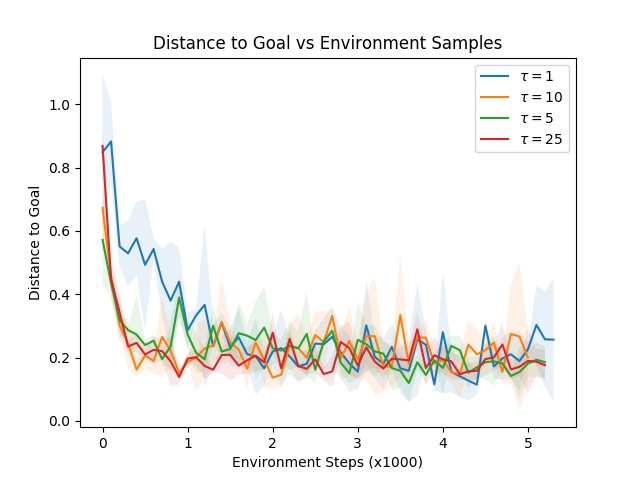 Distance to Goal vs Environment Samples
τ = 1
τ = 10
τ = 5
τ = 25
Distance to Goal
1.0
0.8
0.6
0.4
0.2
0.0
0 1 2 3 4 5
Environment Steps (x1000)